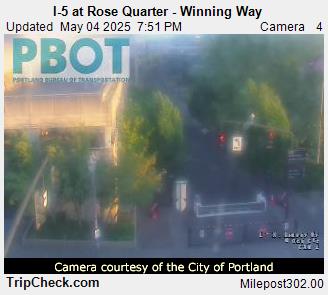 I-5 at Rose Quarter - Winning Way
Updated May 04 2025 7:51 PM Camera 4
PBOT
PORTLAND BUREAU OF TRANSPORTATION
Camera courtesy of the City of Portland
TripCheck.com Milepost302.00